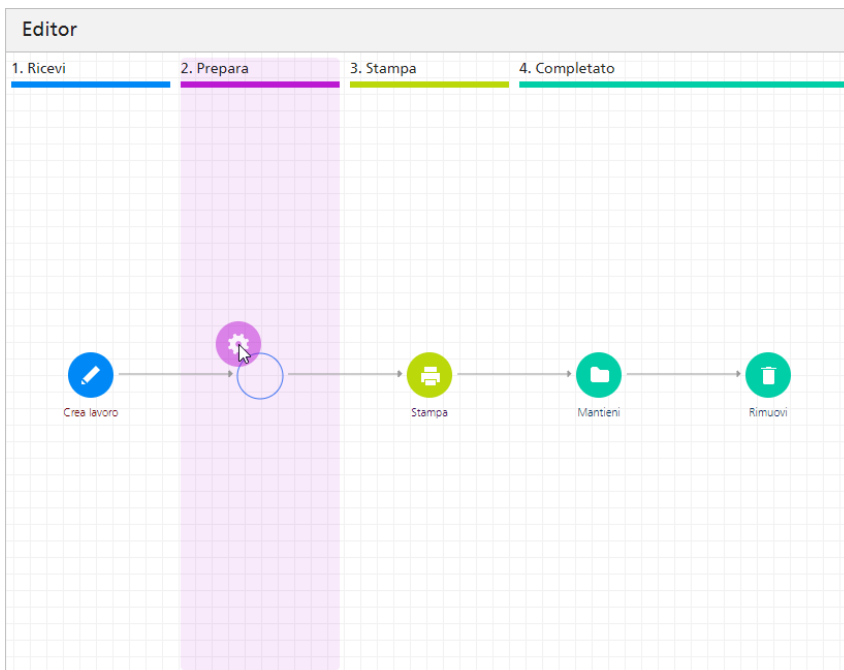 Editor
1. Ricevi
2. Prepara
3. Stampa
4. Completato
Crea lavoro
Stampa
Mantieni
Rimuovi